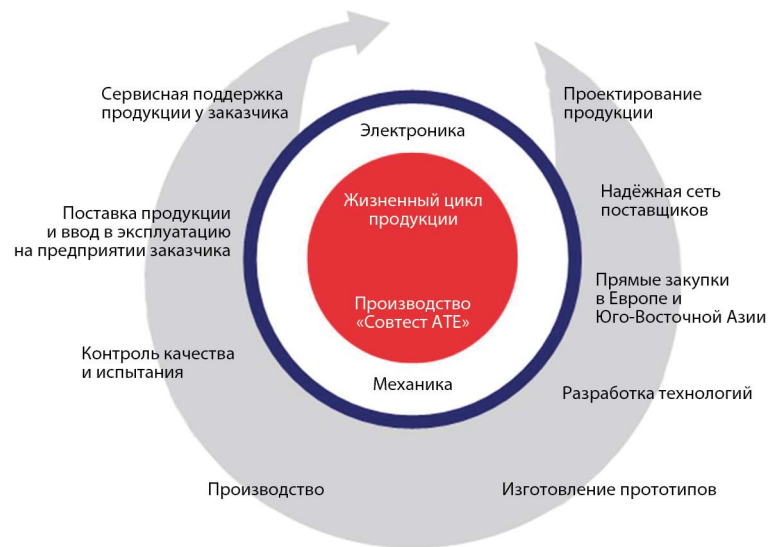 Сервисная поддержка
продукции у заказчика
Проектирование
продукции
Электроника
Жизненный цикл
продукции
Надёжная сеть
поставщиков
Поставка продукции
и ввод в эксплуатацию
на предприятии заказчика
Прямые закупки
в Европе и
Юго-Восточной Азии
Производство
«Совтест АТЕ»
Контроль качества
и испытания
Механика
Разработка технологий
Производство
Изготовление прототипов